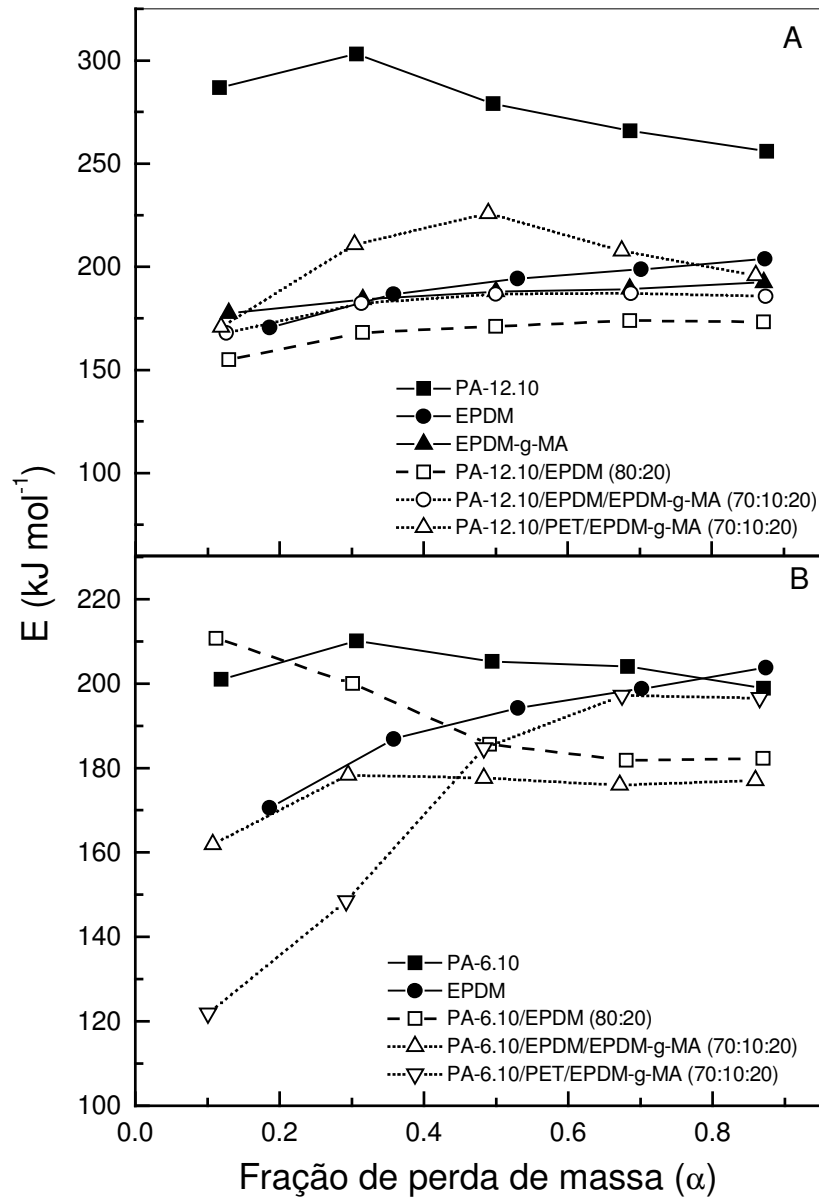 A
300
250
200
150
100
PA-12.10
EPDM
EPDM-g-MA
PA-12.10/EPDM (80:20)
PA-12.10/EPDM/EPDM-g-MA (70:10:20)
PA-12.10/PET/EPDM-g-MA (70:10:20)
E (kJ mol⁻¹)
B
220
200
180
160
140
120
100
PA-6.10
EPDM
PA-6.10/EPDM (80:20)
PA-6.10/EPDM/EPDM-g-MA (70:10:20)
PA-6.10/PET/EPDM-g-MA (70:10:20)
0.0 0.2 0.4 0.6 0.8
Fração de perda de massa (α)